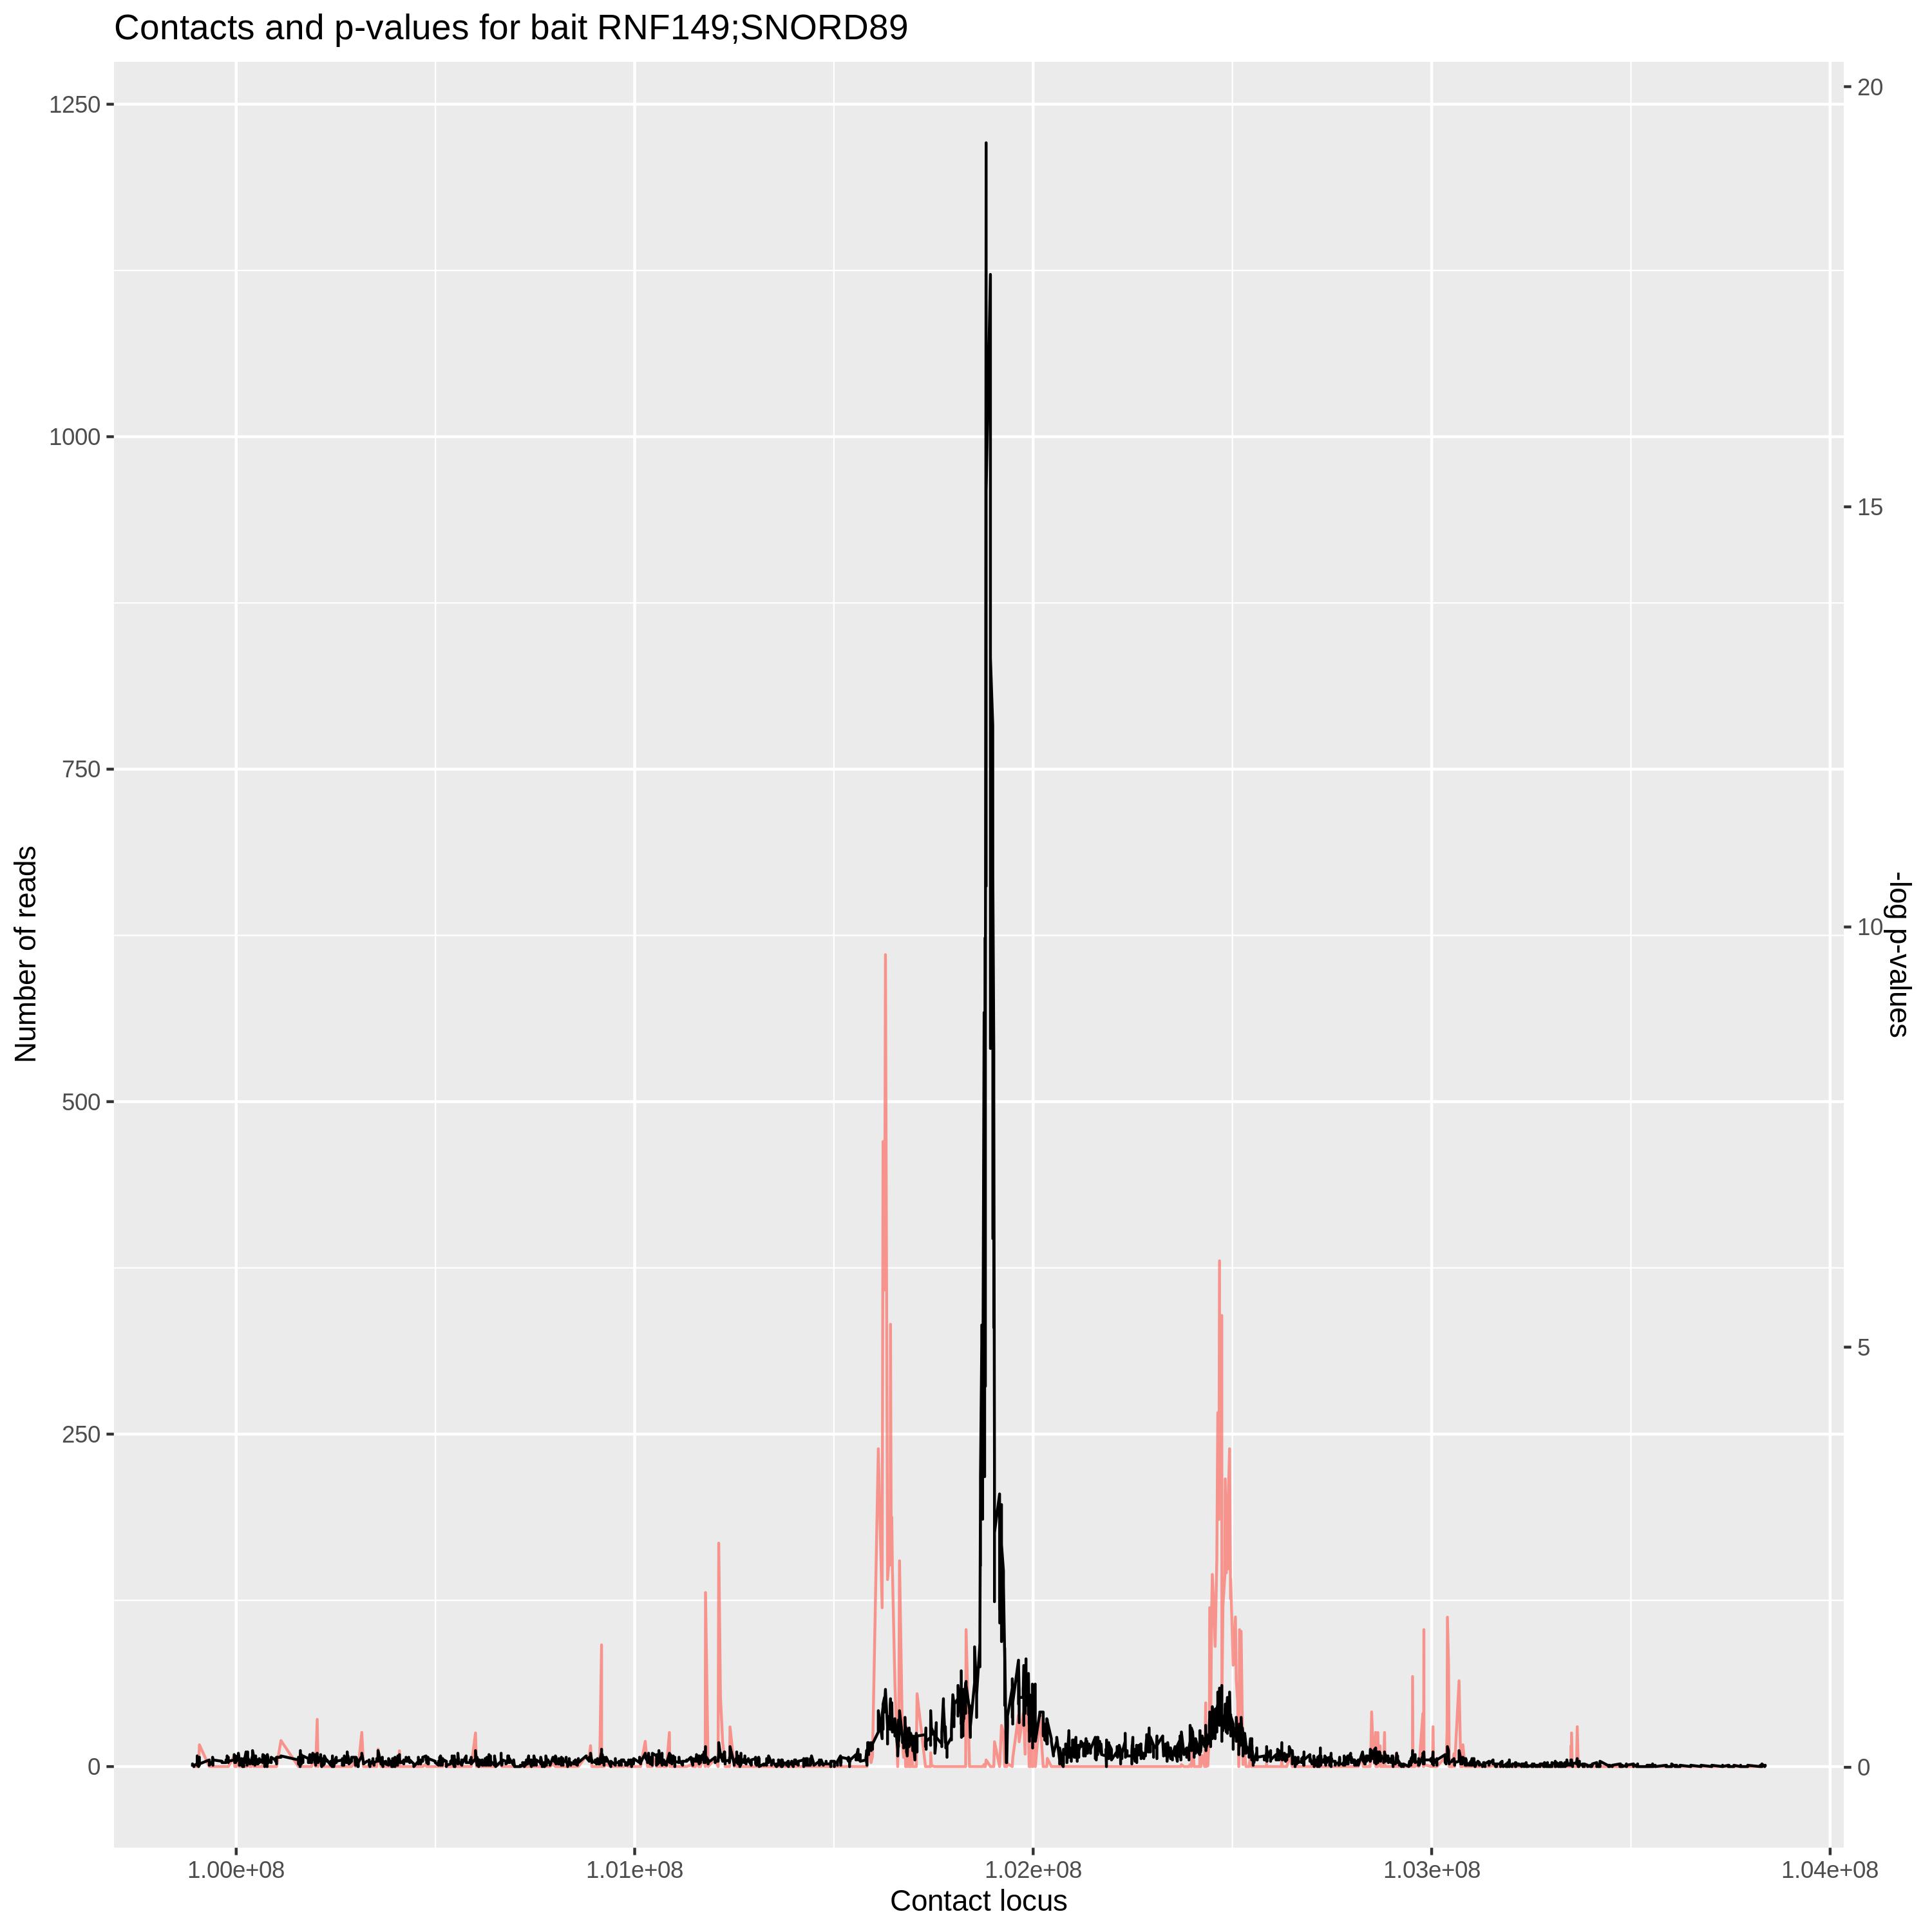 Contacts and p-values for bait RNF149;SNORD89
1250
1000
750
500
250
0
Number of reads
20
15
10
5
0
-log p-values
1.00e+08 1.01e+08 1.02e+08 1.03e+08 1.04e+08
Contact locus